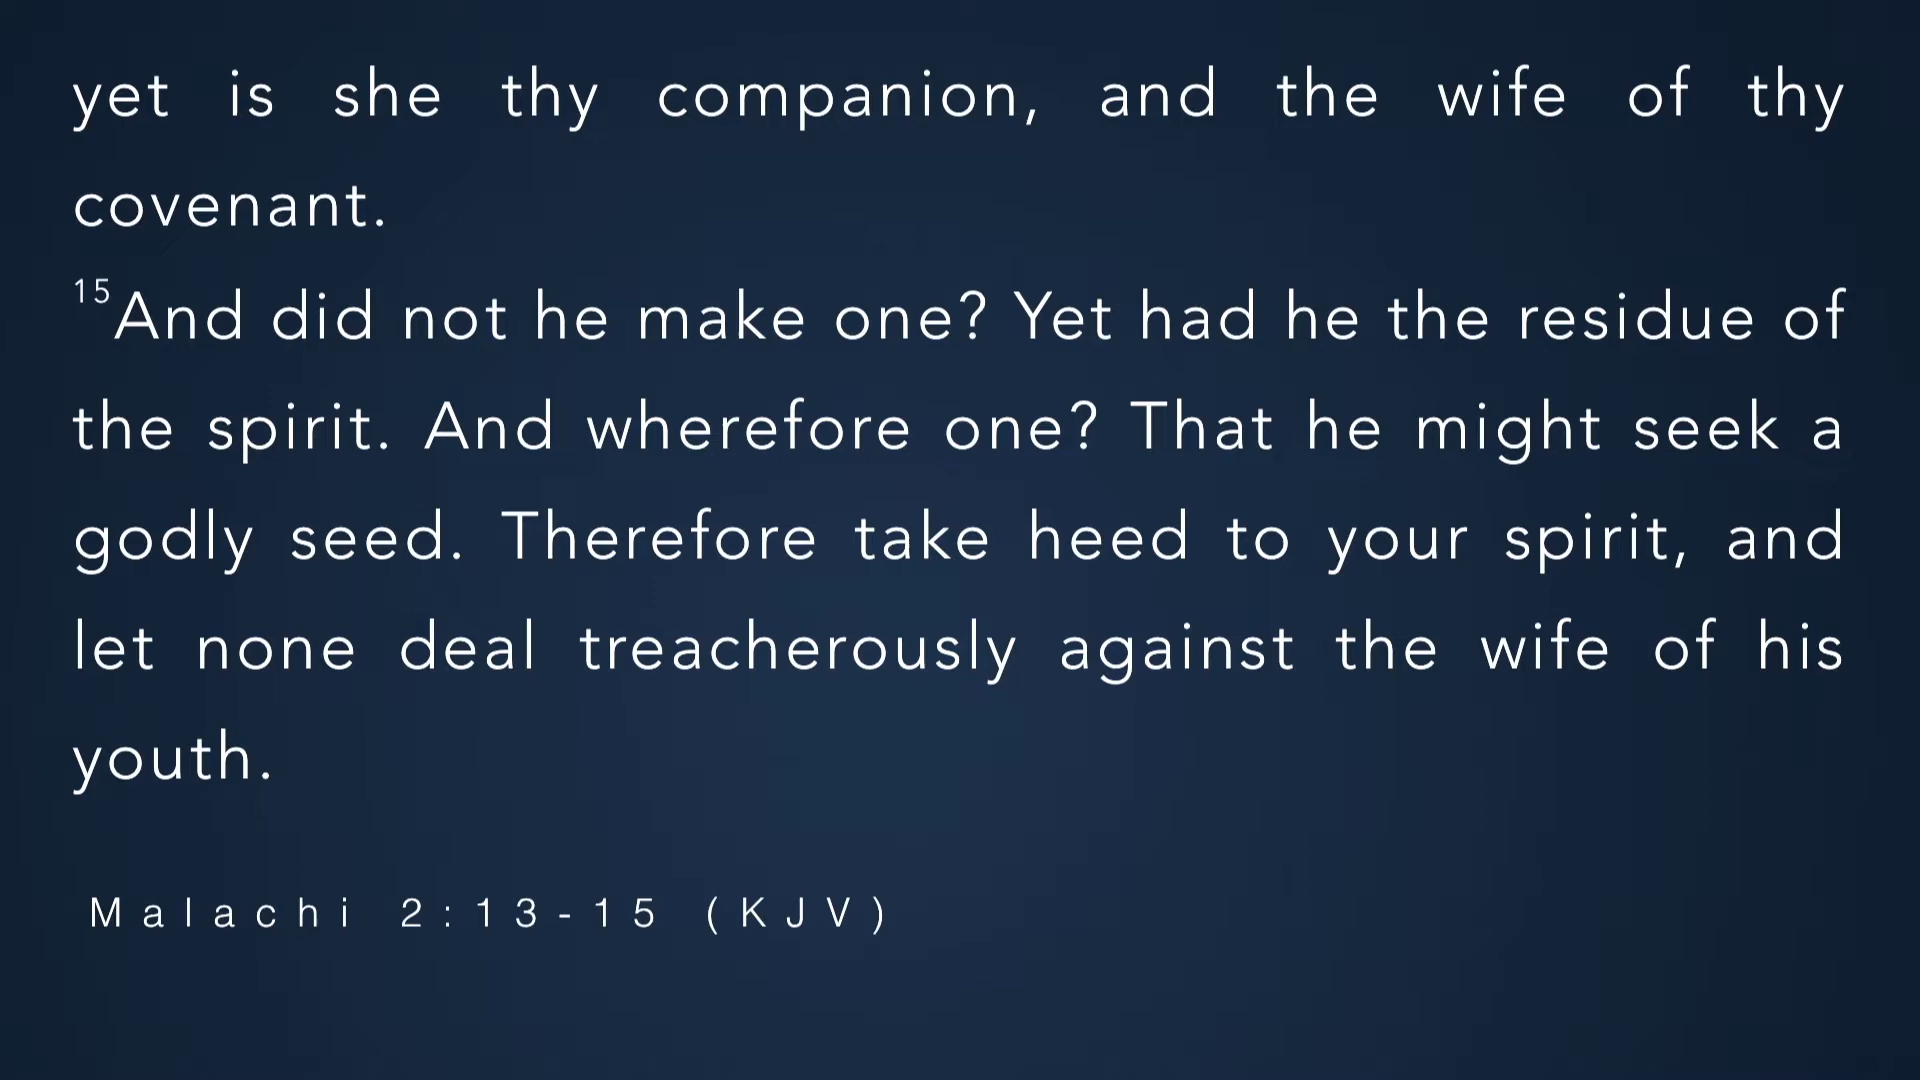 yet is she thy companion, and the wife of thy
covenant.
15And did not he make one? Yet had he the residue of
the spirit. And wherefore one? That he might seek a
godly seed. Therefore take heed to your spirit, and
let none deal treacherously against the wife of his
youth.
Malachi 2:13-15 (KJV)